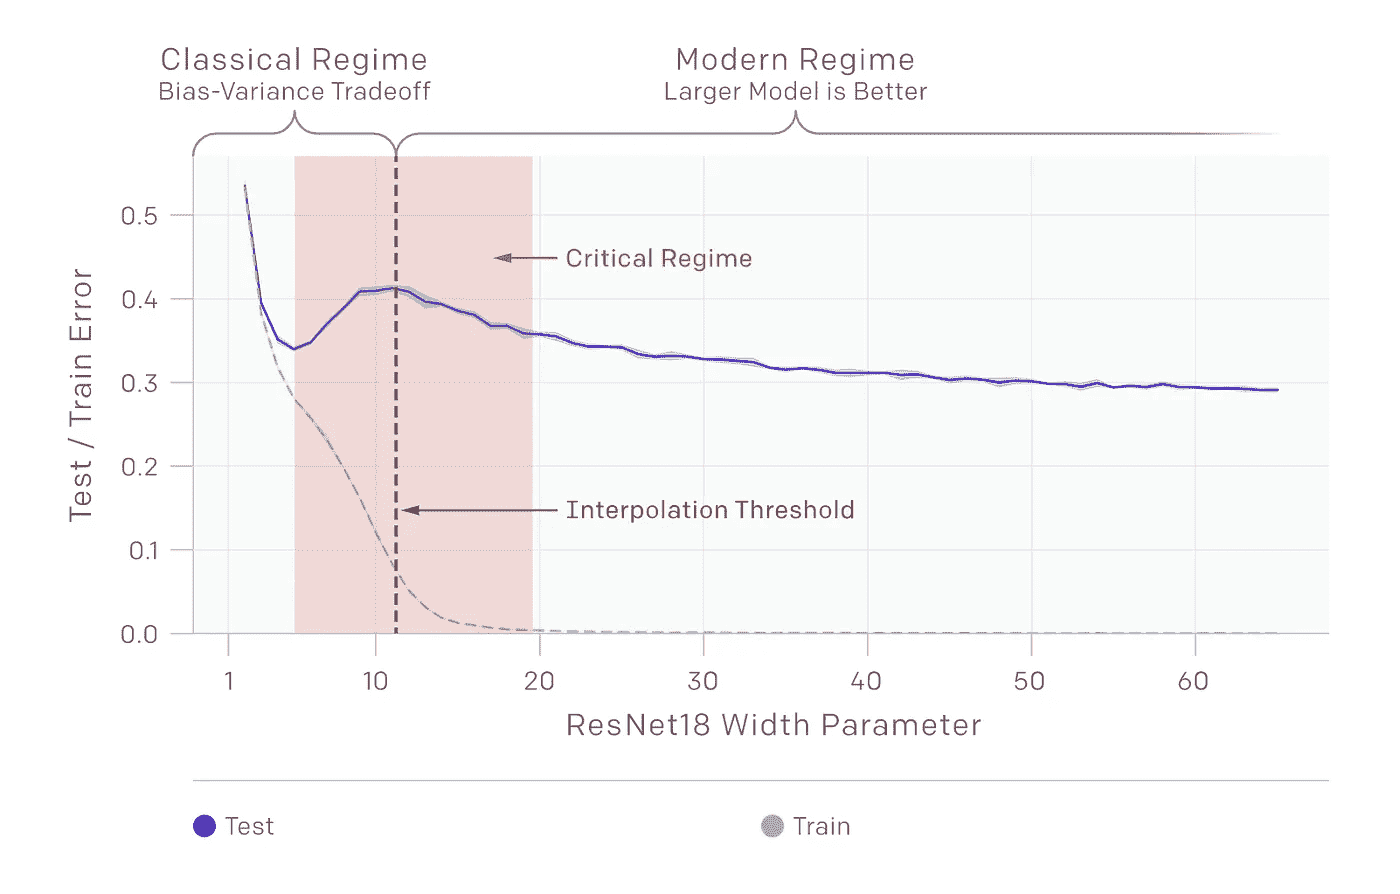 Classical Regime
Bias-Variance Tradeoff
Modern Regime
Larger Model is Better
Test / Train Error
0.5
0.4
0.3
0.2
0.1
0.0
Critical Regime
Interpolation Threshold
1 10 20 30 40 50 60
ResNet18 Width Parameter
Test
Train